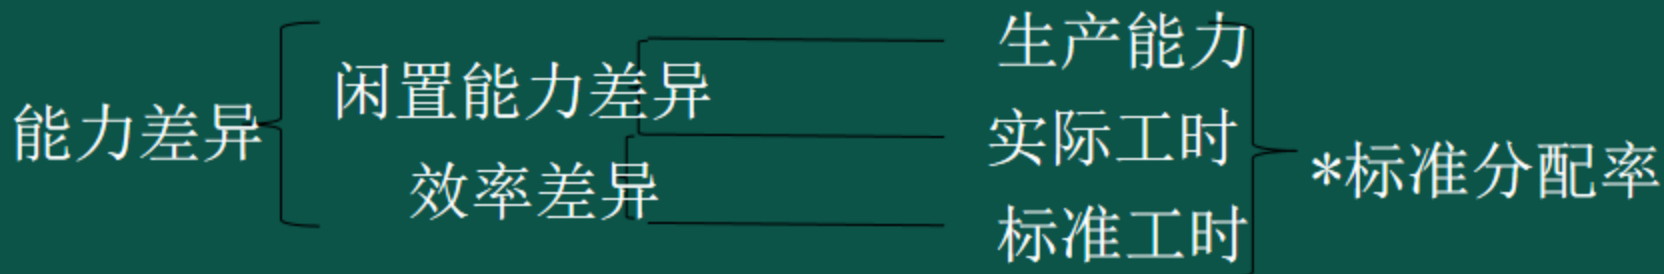 能力差异
闲置能力差异
效率差异
生产能力
实际工时
标准工时
*标准分配率